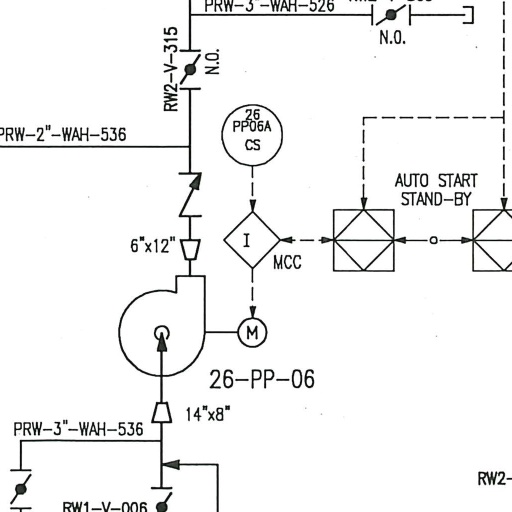 PRW-3"-WAH-526
N.O.
RW2-V-315
N.O.
26
PP06A
CS
PRW-2"-WAH-536
AUTO START
STAND-BY
6"x12"
I
MCC
M
26-PP-06
14"x8"
PRW-3"-WAH-536
RW2-
RW1-V-006